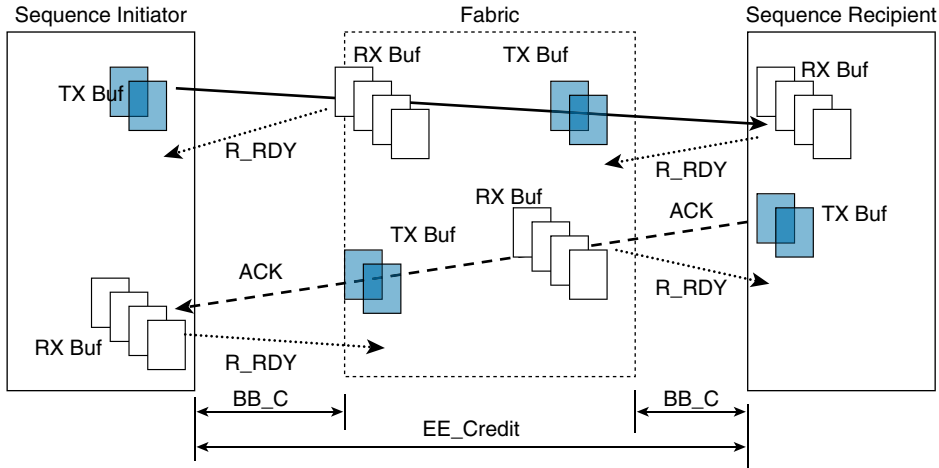 Sequence Initiator
Fabric
Sequence Recipient
RX Buf
TX Buf
RX Buf
TX Buf
R_RDY
R_RDY
RX Buf
ACK
TX Buf
TX Buf
ACK
R_RDY
RX Buf
R_RDY
BB_C
BB_C
EE_Credit